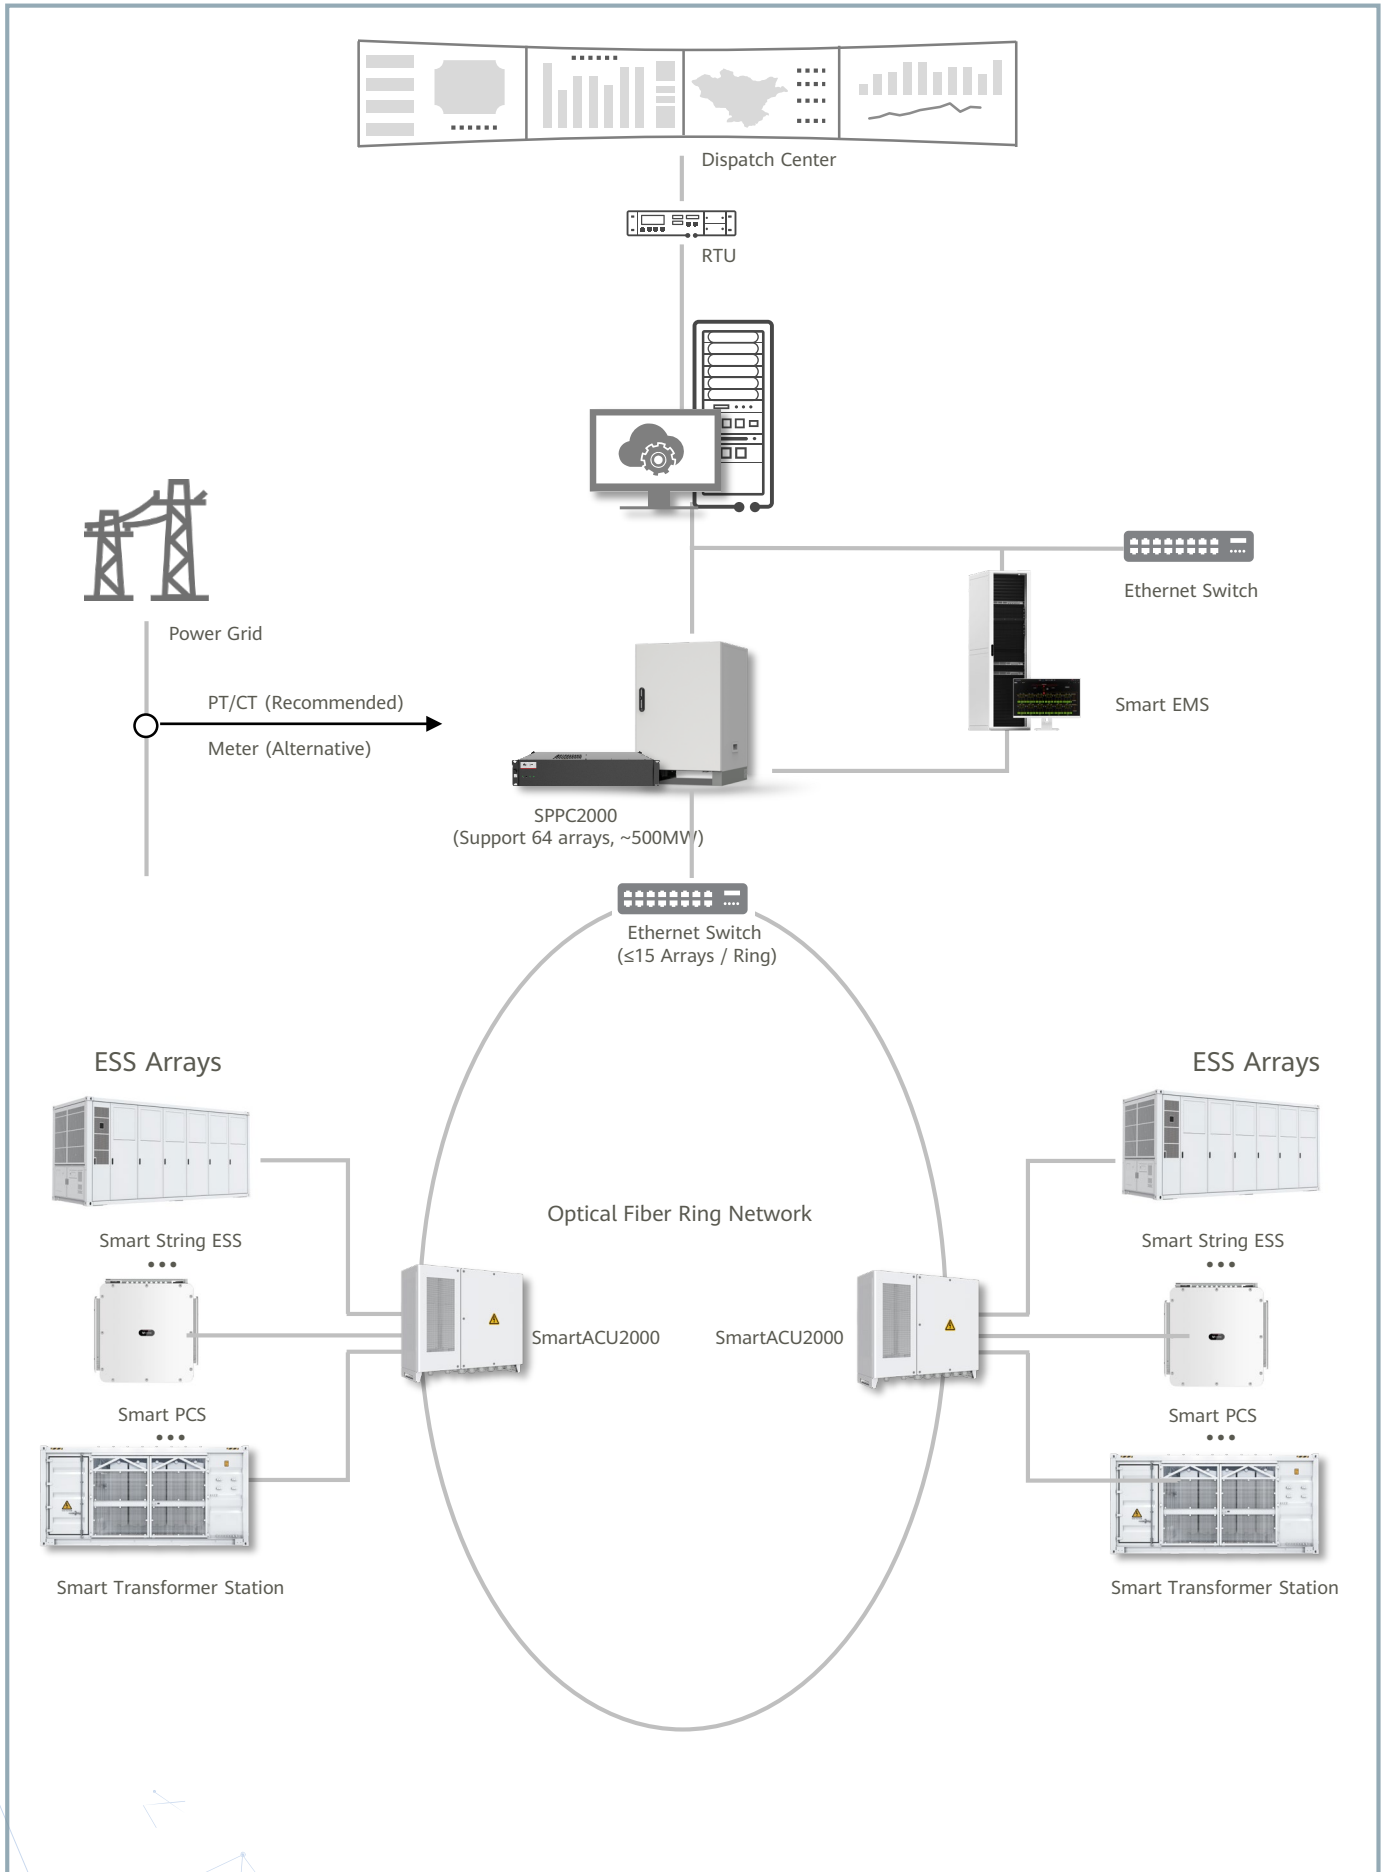 Dispatch Center
RTU
Ethernet Switch
Power Grid
PT/CT (Recommended)
Smart EMS
Meter (Alternative)
SPPC2000
(Support 64 arrays, ~500MW)
Ethernet Switch
(≤15 Arrays / Ring)
ESS Arrays
ESS Arrays
Optical Fiber Ring Network
Smart String ESS
Smart String ESS
SmartACU2000
SmartACU2000
Smart PCS
Smart PCS
Smart Transformer Station
Smart Transformer Station